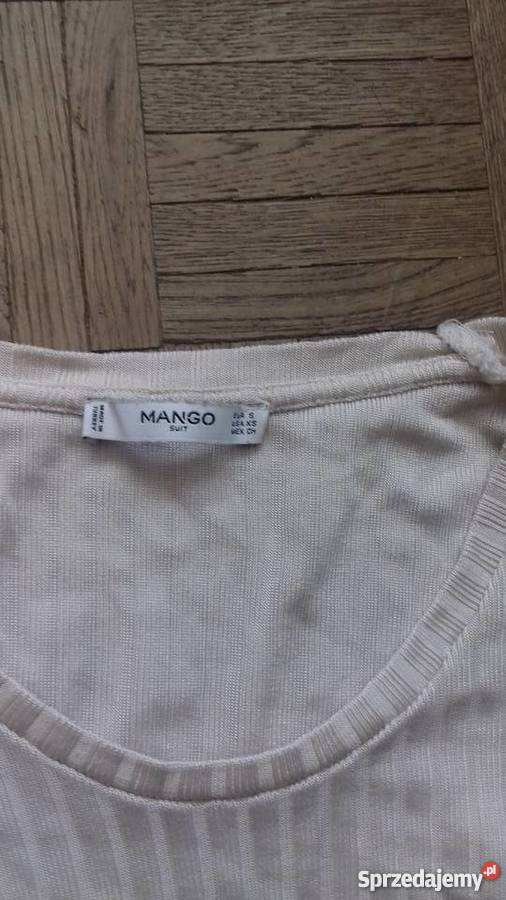 MADE IN
TURKEY
MANGO
SUIT
EUR S
USA XS
MEX CH
Sprzedajemy.pl